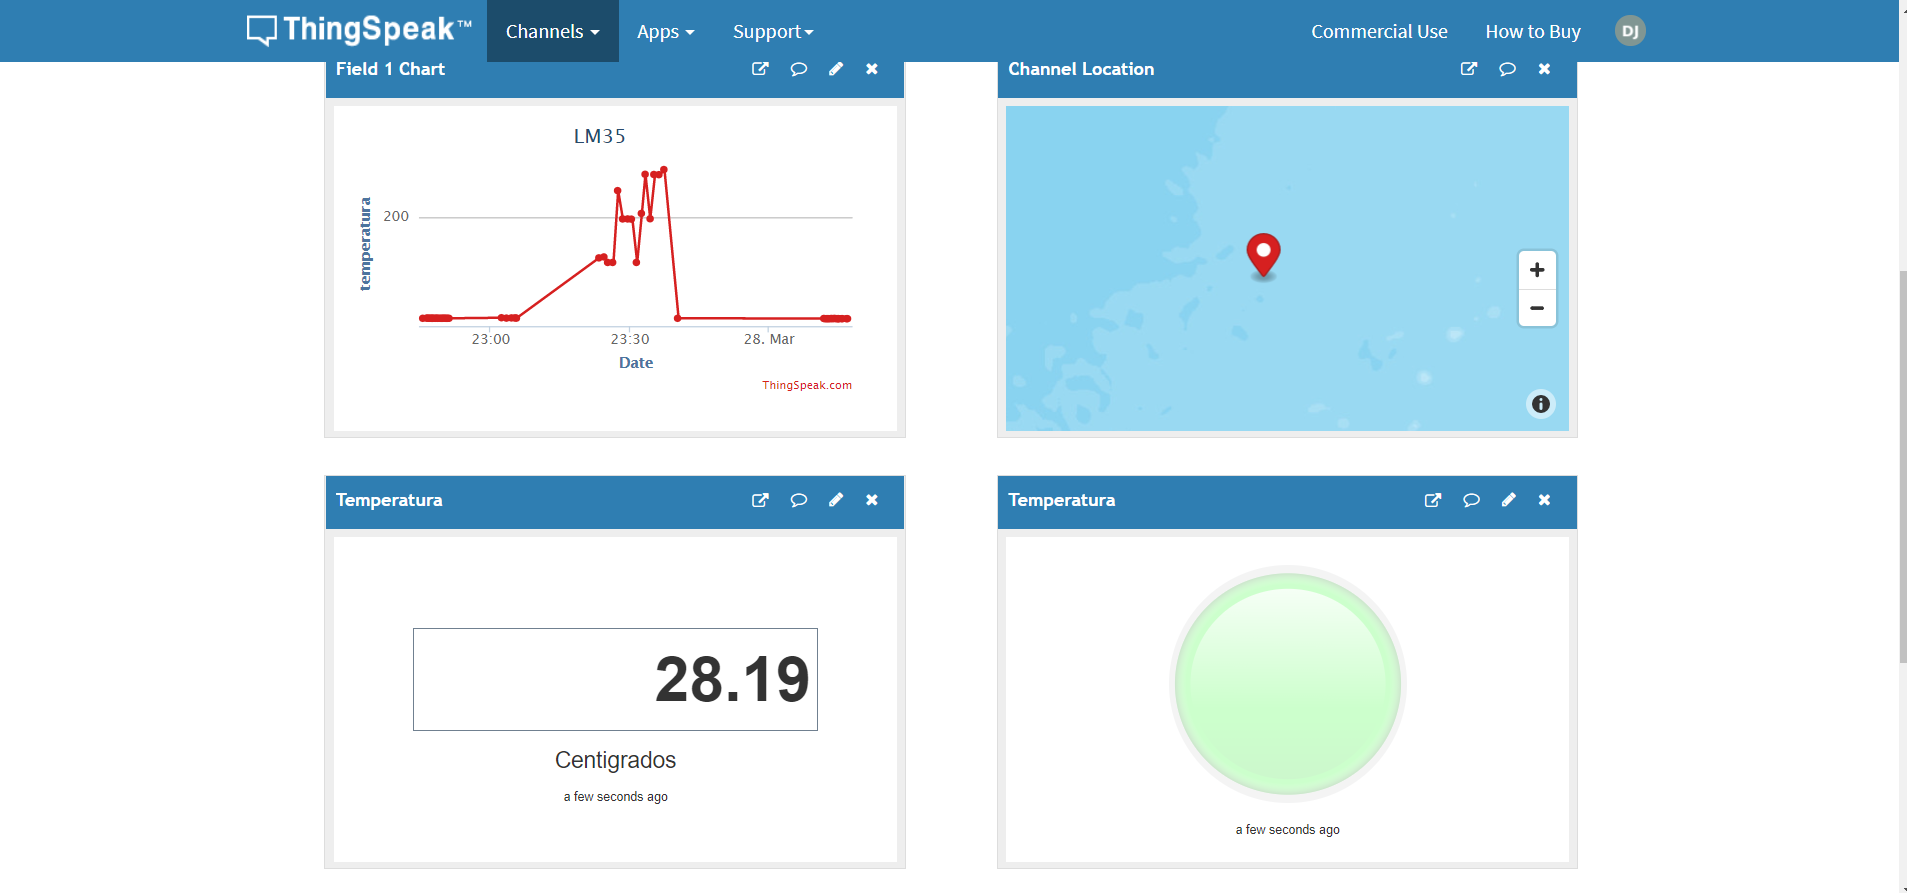 ThingSpeak™ Channels Apps Support Commercial Use How to Buy DJ
Field 1 Chart
LM35
temperatura
200
23:00 23:30 28. Mar
Date
ThingSpeak.com
Channel Location
Temperatura
28.19
Centigrados
a few seconds ago
Temperatura
a few seconds ago